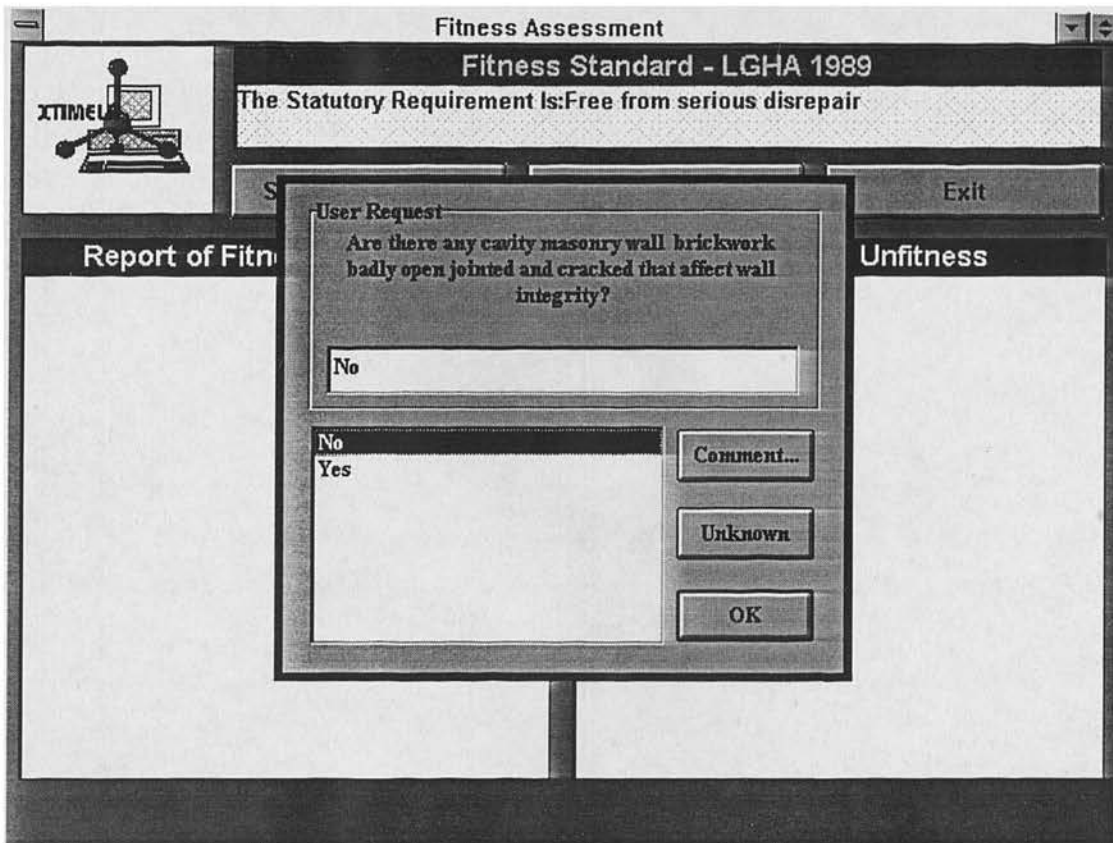 Fitness Assessment
Fitness Standard - LGHA 1989
The Statutory Requirement Is:Free from serious disrepair
XTIMEL
S
Exit
Report of Fitn
Unfitness
User Request
Are there any cavity masonry wall brickwork
badly open jointed and cracked that affect wall
integrity?
No
No
Yes
Comment...
Unknown
OK